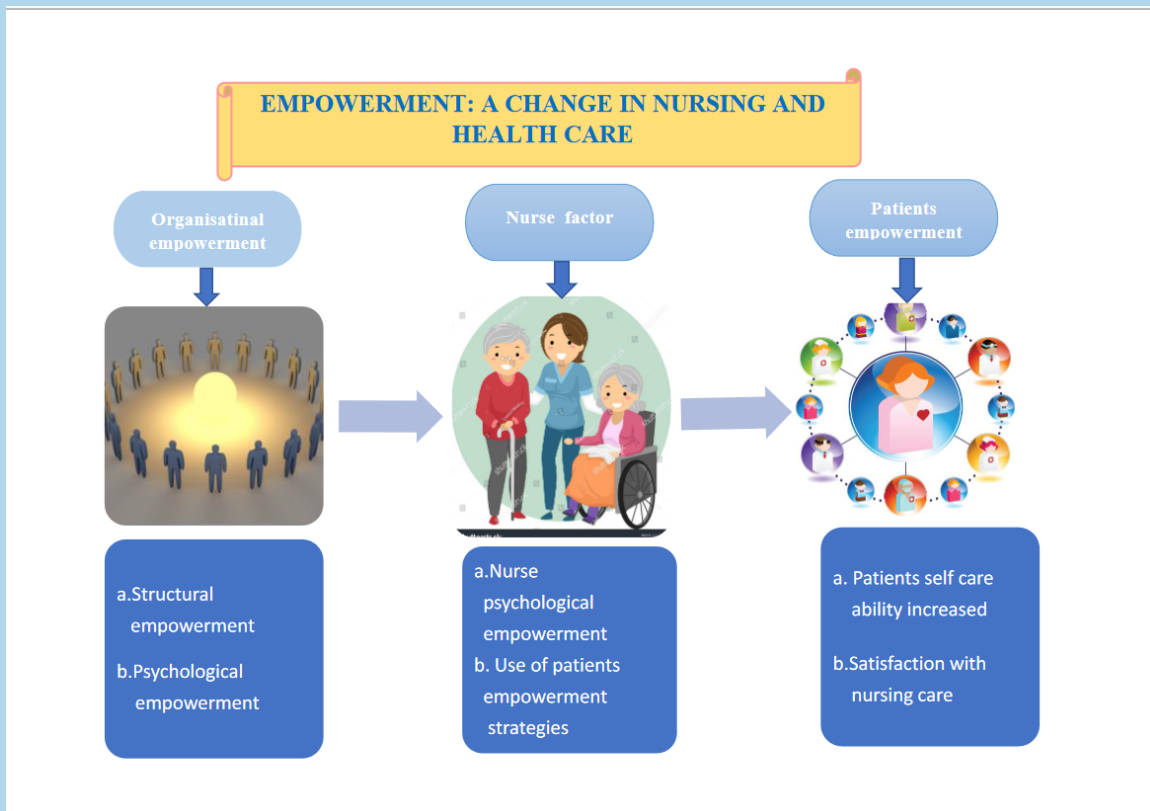 EMPOWERMENT: A CHANGE IN NURSING AND
HEALTH CARE
Organisatinal
empowerment
Nurse factor
Patients
empowerment
a.Structural
empowerment
b.Psychological
empowerment
a.Nurse
psychological
empowerment
b. Use of patients
empowerment
strategies
a. Patients self care
ability increased
b.Satisfaction with
nursing care